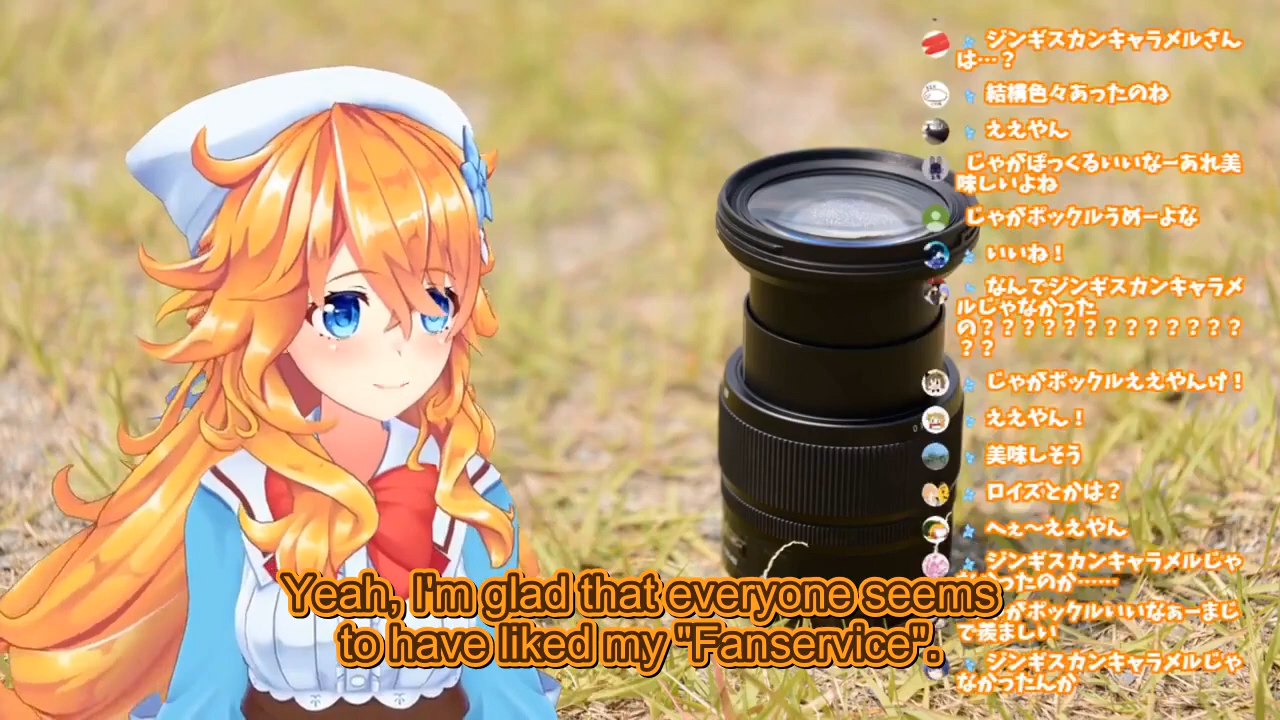 ジンギスカンキャラメルさん
は…？
結構色々あったのね
ええやん
じゃがぽっくるいいなーあれ美
味しいよね
じゃがボックルうめーよな
いいね！
なんでジンギスカンキャラメ
ルじゃなかった
の？？？？？？？？？？？？？
？？
じゃがボックルええやんけ！
ええやん！
美味しそう
ロイズとかは？
へぇ～ええやん
ジンギスカンキャラメルじゃ
ったのか……
がボックルいいなぁーまじ
で羨ましい
ジンギスカンキャラメルじゃ
なかったんか
Yeah, I'm glad that everyone seems
to have liked my "Fanservice".